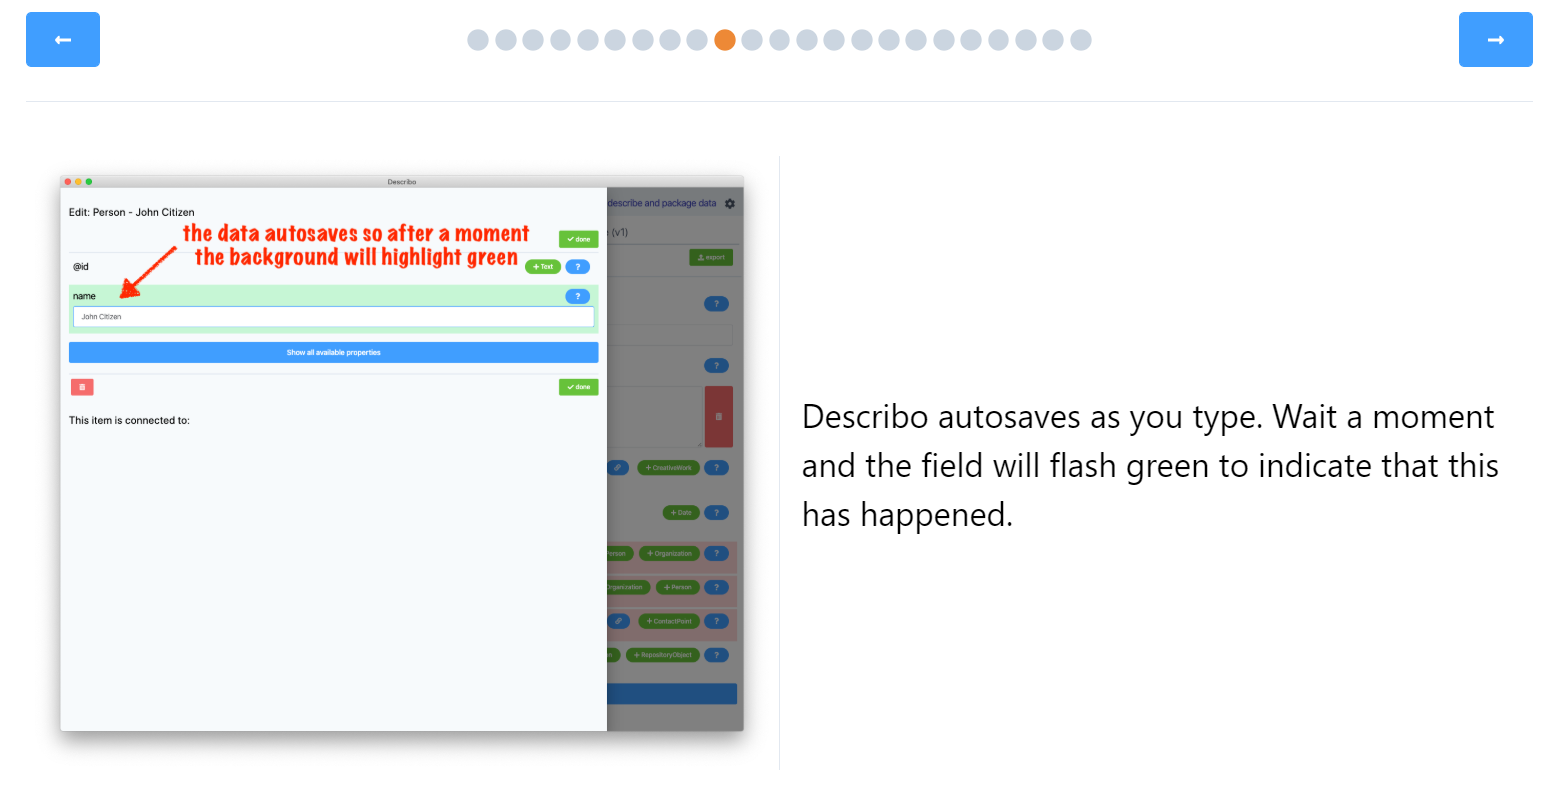 Describo
Edit: Person - John Citizen
describe and package data
the data autosaves so after a moment
the background will highlight green
done
(v1)
export
@id
+ Text
?
name
?
John Citizen
?
Show all available properties
?
done
This item is connected to:
+ CreativeWork
?
+ Date
?
Person
+ Organization
?
Organization
+ Person
?
+ ContactPoint
?
+ RepositoryObject
?
Describo autosaves as you type. Wait a moment
and the field will flash green to indicate that this
has happened.